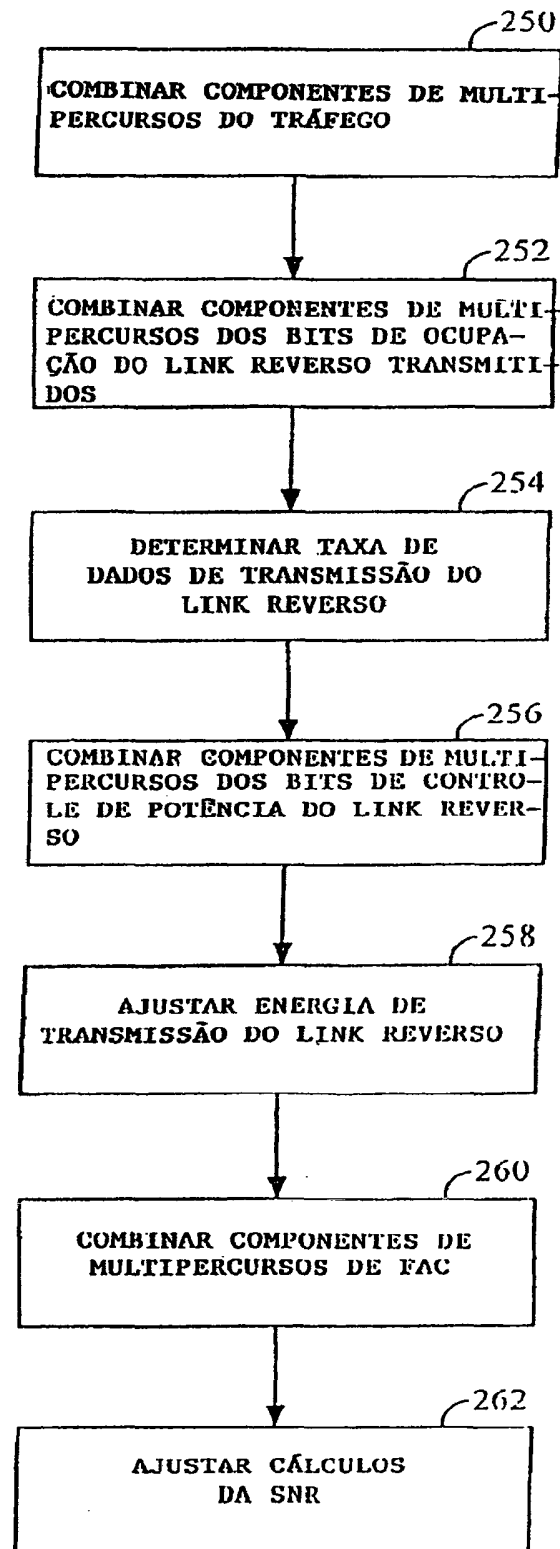 250
COMBINAR COMPONENTES DE MULTI-
PERCURSOS DO TRÁFEGO
252
COMBINAR COMPONENTES DE MULTI-
PERCURSOS DOS BITS DE OCUPA-
ÇÃO DO LINK REVERSO TRANSMITI-
DOS
254
DETERMINAR TAXA DE
DADOS DE TRANSMISSÃO DO
LINK REVERSO
256
COMBINAR COMPONENTES DE MULTI-
PERCURSOS DOS BITS DE CONTRO-
LE DE POTÊNCIA DO LINK REVER-
SO
258
AJUSTAR ENERGIA DE
TRANSMISSÃO DO LINK REVERSO
260
COMBINAR COMPONENTES DE
MULTIPERCURSOS DE FAC
262
AJUSTAR CÁLCULOS
DA SNR